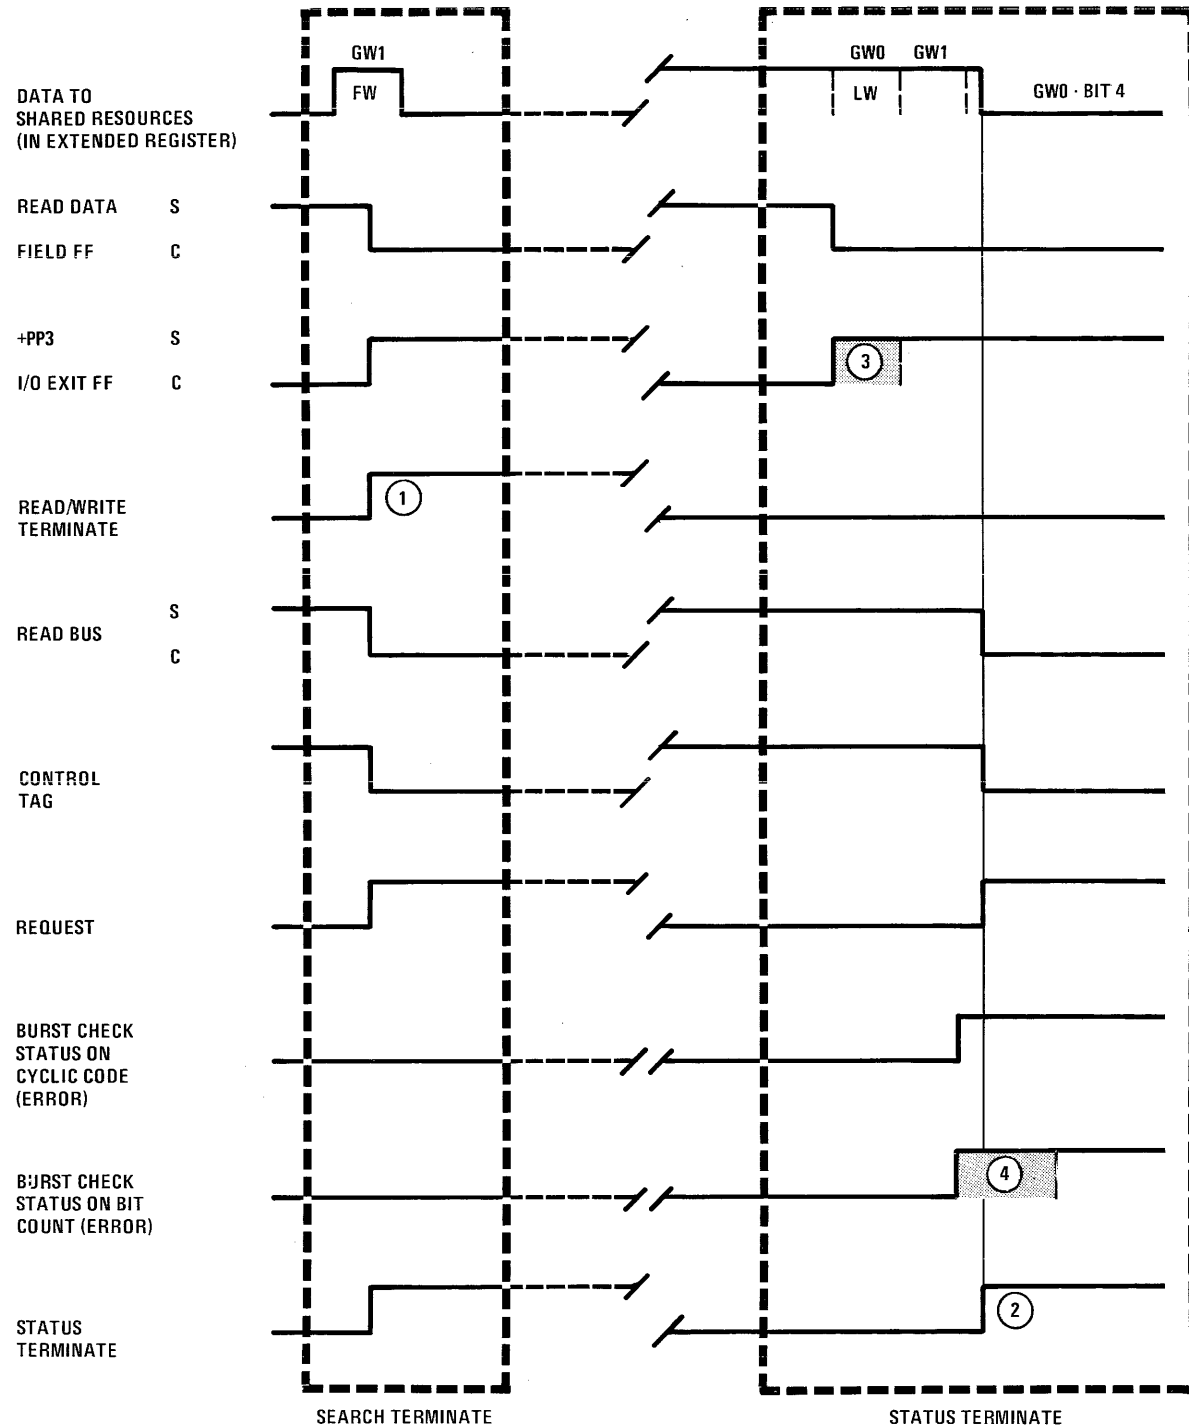 GW1
GW0 GW1
DATA TO
SHARED RESOURCES
(IN EXTENDED REGISTER)
FW
LW
GW0 · BIT 4
READ DATA S
FIELD FF C
+PP3 S
3
I/O EXIT FF C
1
READ/WRITE
TERMINATE
S
READ BUS
C
CONTROL
TAG
REQUEST
BURST CHECK
STATUS ON
CYCLIC CODE
(ERROR)
4
BURST CHECK
STATUS ON BIT
COUNT (ERROR)
2
STATUS
TERMINATE
SEARCH TERMINATE
STATUS TERMINATE